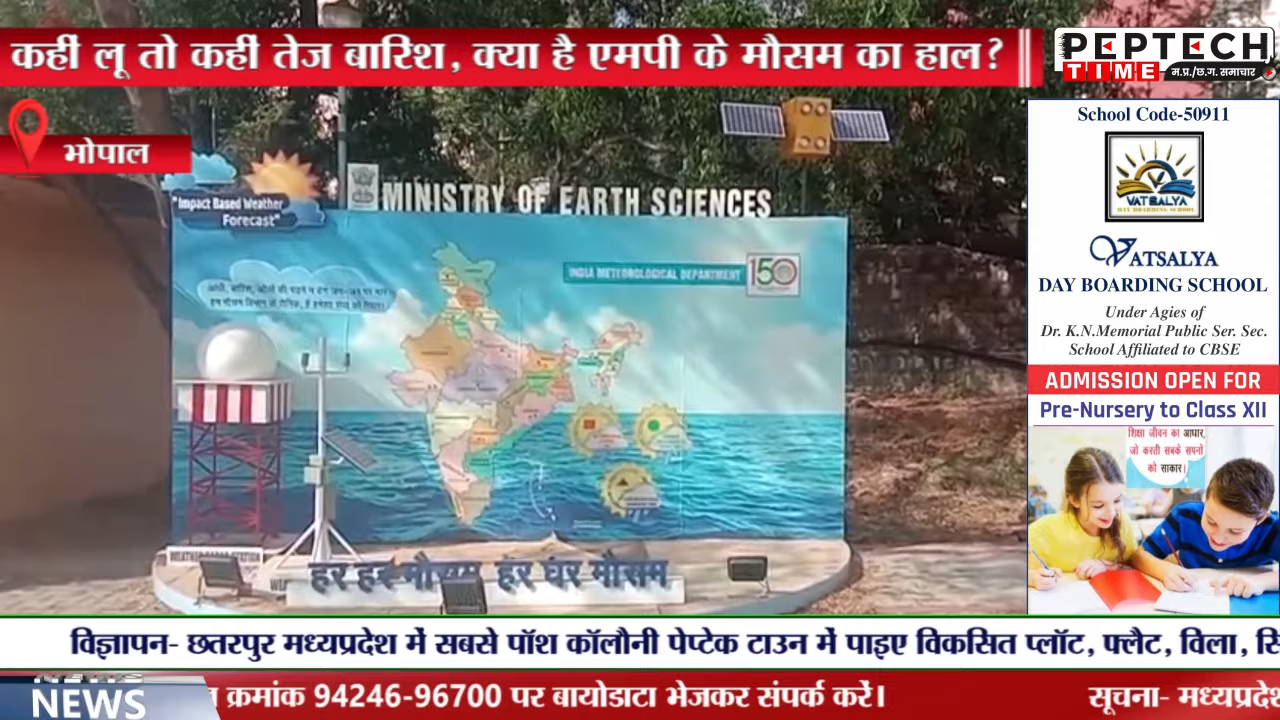 कहीं लू तो कहीं तेज बारिश, क्या है एमपी के मौसम का हाल?
PEPTECH
TIME म.प्र./छ.ग. समाचार
भोपाल
"Impact Based Weather
Forecast"
MINISTRY OF EARTH SCIENCES
INDIA METEOROLOGICAL DEPARTMENT 150
हर हर मौसम हर घर मौसम
School Code-50911
VATSALYA
DAY BOARDING SCHOOL
VATSALYA
DAY BOARDING SCHOOL
Under Agies of
Dr. K.N.Memorial Public Ser. Sec.
School Affiliated to CBSE
ADMISSION OPEN FOR
Pre-Nursery to Class XII
शिक्षा जीवन का आधार,
जो करती सबके सपनों
को साकार।
विज्ञापन- छतरपुर मध्यप्रदेश में सबसे पॉश कॉलौनी पेप्टेक टाउन में पाइए विकसित प्लॉट, फ्लैट, विला,
NEWS
क्रमांक 94246-96700 पर बायोडाटा भेजकर संपर्क करें।
सूचना- मध्यप्रदेश